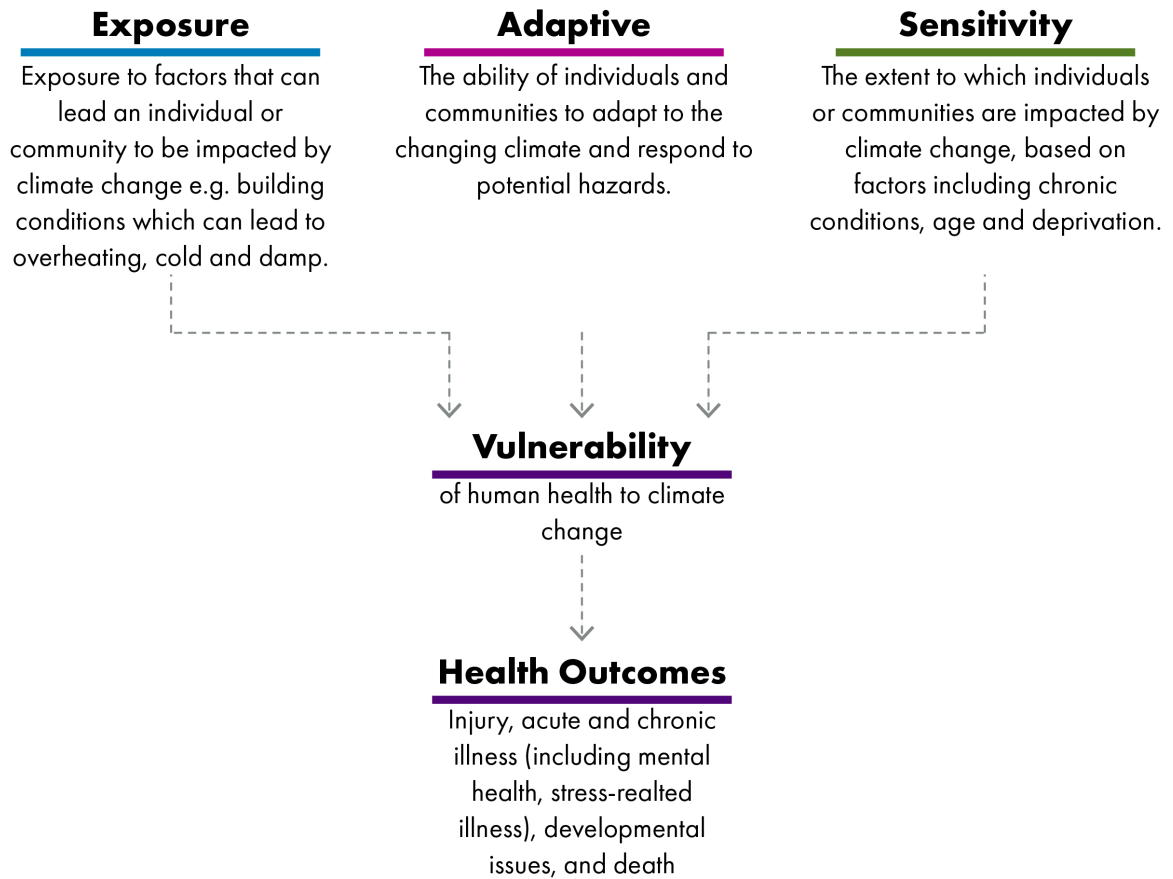 Exposure
Exposure to factors that can
lead an individual or
community to be impacted by
climate change e.g. building
conditions which can lead to
overheating, cold and damp.
Adaptive
The ability of individuals and
communities to adapt to the
changing climate and respond to
potential hazards.
Sensitivity
The extent to which individuals
or communities are impacted by
climate change, based on
factors including chronic
conditions, age and deprivation.
Vulnerability
of human health to climate
change
Health Outcomes
Injury, acute and chronic
illness (including mental
health, stress-realted
illness), developmental
issues, and death